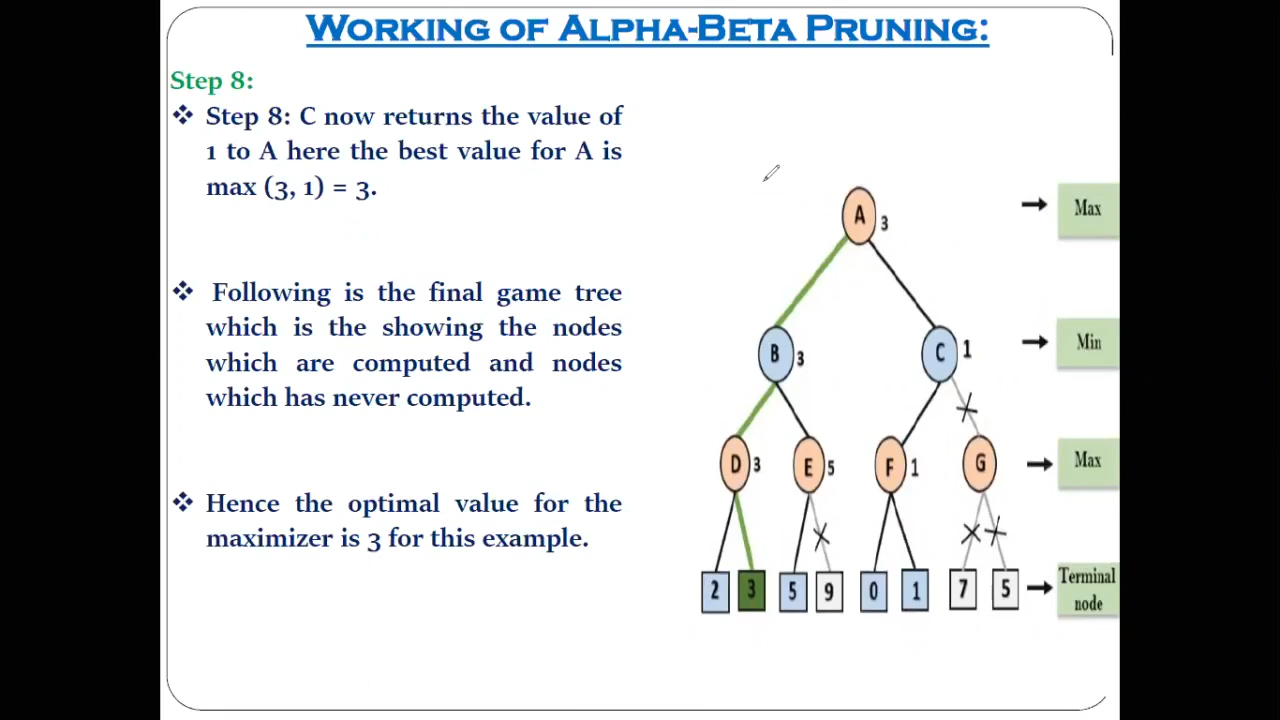 WORKING OF ALPHA-BETA PRUNING:
Step 8:
❖ Step 8: C now returns the value of
1 to A here the best value for A is
max (3, 1) = 3.
❖ Following is the final game tree
which is the showing the nodes
which are computed and nodes
which has never computed.
❖ Hence the optimal value for the
maximizer is 3 for this example.
A 3
Max
B 3
C 1
Min
D 3
E 5
F 1
G
Max
2 3 5 9 0 1 7 5
Terminal
node